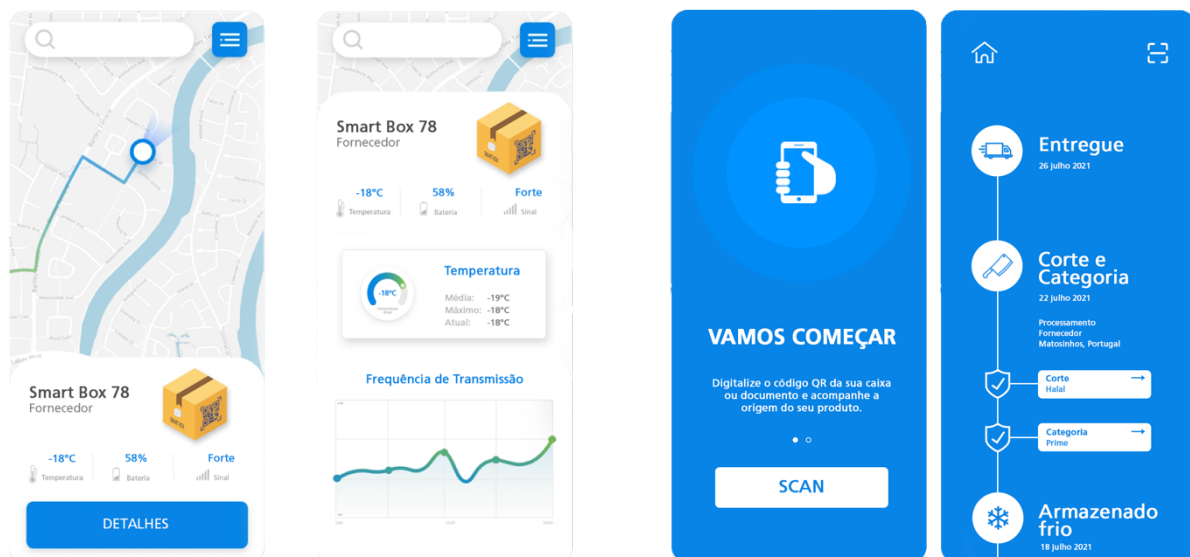 Smart Box 78
Fornecedor
-18°C
58%
Forte
Temperatura
Bateria
Sinal
DETALHES
Smart Box 78
Fornecedor
-18°C
58%
Forte
Temperatura
Bateria
Sinal
Temperatura
-18°C
Média: -19°C
Máximo: -18°C
Atual: -18°C
Frequência de Transmissão
VAMOS COMEÇAR
Digitalize o código QR da sua caixa
ou documento e acompanhe a
origem do seu produto.
SCAN
Entregue
26 julho 2021
Corte e
Categoria
22 julho 2021
Processamento
Fornecedor
Matosinhos, Portugal
Corte
Halal
Categoria
Prime
Armazenado
frio
18 julho 2021